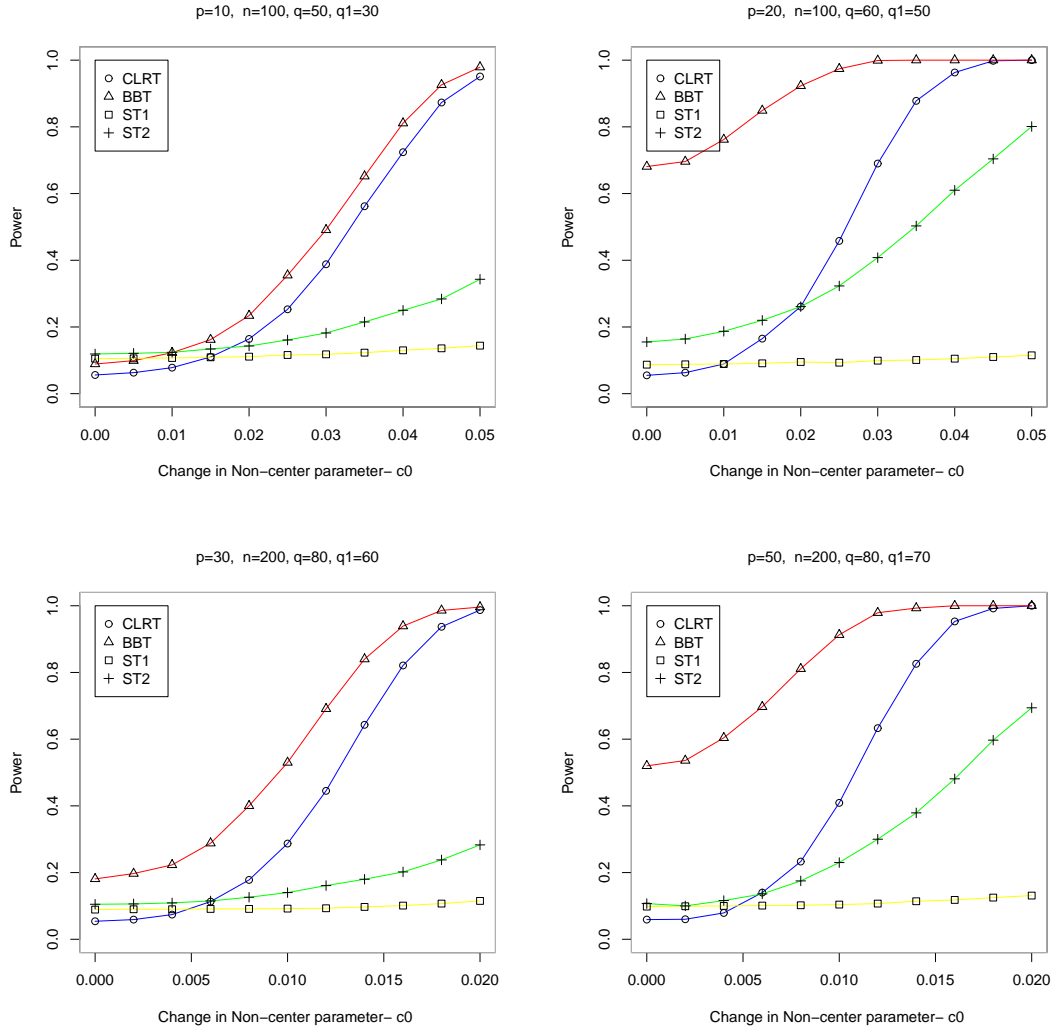 p=10, n=100, q=50, q1=30
CLRT
BBT
ST1
ST2
Power
0.0 0.2 0.4 0.6 0.8 1.0
0.00 0.01 0.02 0.03 0.04 0.05
Change in Non−center parameter− c0
p=20, n=100, q=60, q1=50
CLRT
BBT
ST1
ST2
Power
0.0 0.2 0.4 0.6 0.8 1.0
0.00 0.01 0.02 0.03 0.04 0.05
Change in Non−center parameter− c0
p=30, n=200, q=80, q1=60
CLRT
BBT
ST1
ST2
Power
0.0 0.2 0.4 0.6 0.8 1.0
0.000 0.005 0.010 0.015 0.020
Change in Non−center parameter− c0
p=50, n=200, q=80, q1=70
CLRT
BBT
ST1
ST2
Power
0.0 0.2 0.4 0.6 0.8 1.0
0.000 0.005 0.010 0.015 0.020
Change in Non−center parameter− c0